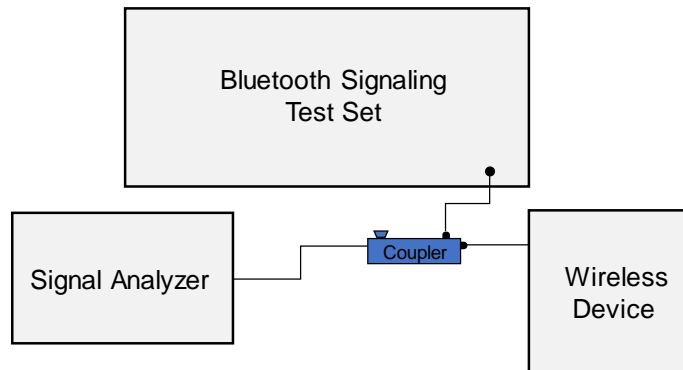 Bluetooth Signaling
Test Set
Signal Analyzer
Coupler
Wireless
Device